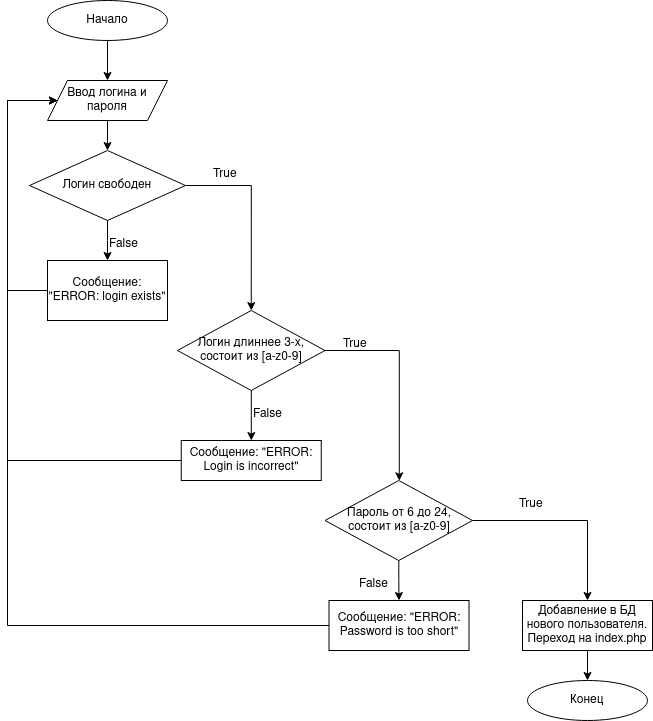 Начало
Ввод логина и
пароля
Логин свободен
True
False
Сообщение:
"ERROR: login exists"
Логин длиннее 3-х,
состоит из [a-z0-9]
True
False
Сообщение: "ERROR:
Login is incorrect"
Пароль от 6 до 24,
состоит из [a-z0-9]
True
False
Сообщение: "ERROR:
Password is too short"
Добавление в БД
нового пользователя.
Переход на index.php
Конец